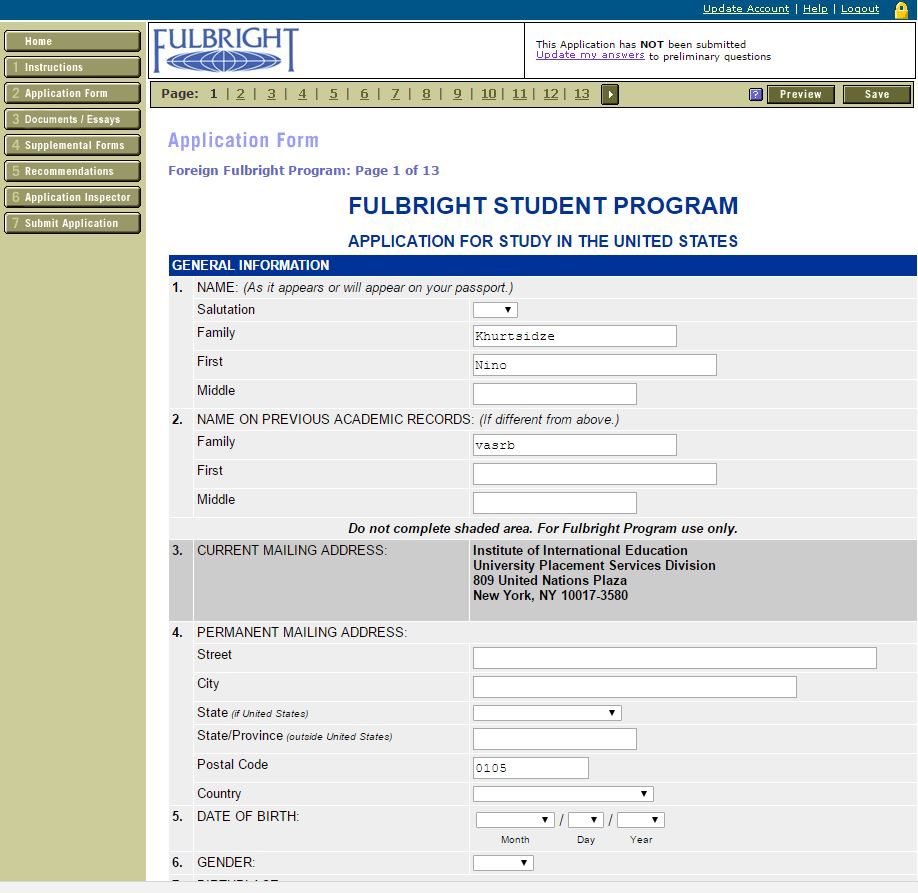 Update Account | Help | Logout
Home
1 Instructions
2 Application Form
3 Documents / Essays
4 Supplemental Forms
5 Recommendations
6 Application Inspector
7 Submit Application
FULBRIGHT
This Application has NOT been submitted
Update my answers to preliminary questions
Page: 1 | 2 | 3 | 4 | 5 | 6 | 7 | 8 | 9 | 10 | 11 | 12 | 13
? Preview Save
Application Form
Foreign Fulbright Program: Page 1 of 13
FULBRIGHT STUDENT PROGRAM
APPLICATION FOR STUDY IN THE UNITED STATES
GENERAL INFORMATION
1. NAME: (As it appears or will appear on your passport.)
Salutation
Family Khurtsidze
First Nino
Middle
2. NAME ON PREVIOUS ACADEMIC RECORDS: (If different from above.)
Family vasrb
First
Middle
Do not complete shaded area. For Fulbright Program use only.
3. CURRENT MAILING ADDRESS: Institute of International Education
University Placement Services Division
809 United Nations Plaza
New York, NY 10017-3580
4. PERMANENT MAILING ADDRESS:
Street
City
State (if United States)
State/Province (outside United States)
Postal Code 0105
Country
5. DATE OF BIRTH: / /
Month Day Year
6. GENDER: